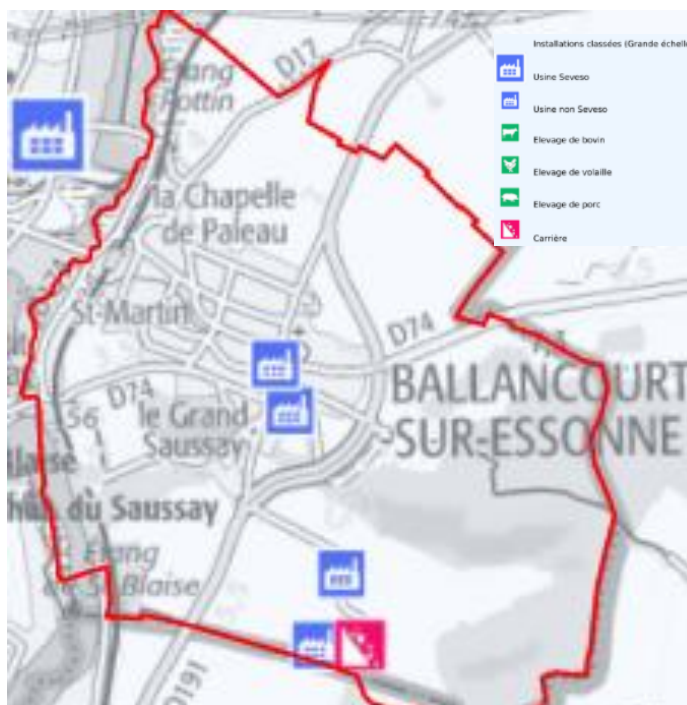 Installations classées (Grande échelle
Usine Seveso
Usine non Seveso
Elevage de bovin
Elevage de volaille
Elevage de porc
Carrière
D17
Etang
Pottin
la Chapelle
de Paleau
St-Martin
D74
BALLANCOURT
SUR-ESSONNE
D74
56
le Grand
Saussay
du Saussay
Etang
de St-Blaise
D191